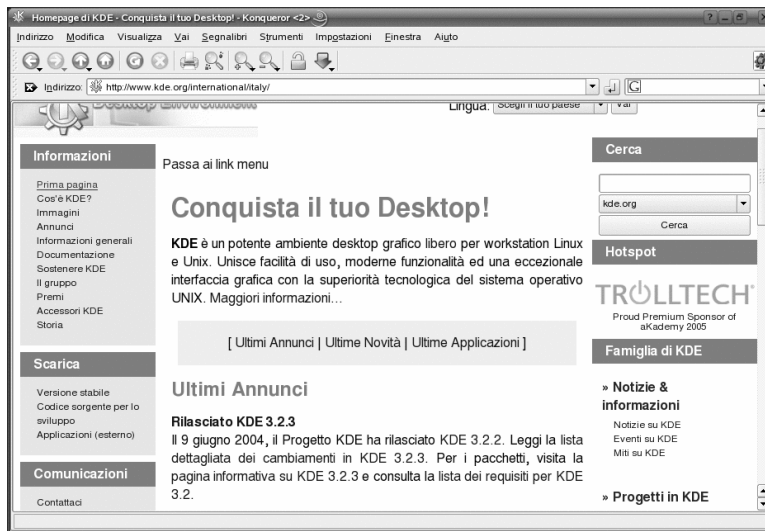 Homepage di KDE - Conquista il tuo Desktop! - Konqueror <2>
Indirizzo Modifica Visualizza Vai Segnalibri Strumenti Impostazioni Finestra Aiuto
Indirizzo: http://www.kde.org/international/italy/
Desktop Environment
Lingua: Scegli il tuo paese Vai
Informazioni
Prima pagina
Cos'è KDE?
Immagini
Annunci
Informazioni generali
Documentazione
Sostenere KDE
Il gruppo
Premi
Accessori KDE
Storia
Scarica
Versione stabile
Codice sorgente per lo
sviluppo
Applicazioni (esterno)
Comunicazioni
Contattaci
Passa ai link menu
Conquista il tuo Desktop!
KDE è un potente ambiente desktop grafico libero per workstation Linux
e Unix. Unisce facilità di uso, moderne funzionalità ed una eccezionale
interfaccia grafica con la superiorità tecnologica del sistema operativo
UNIX. Maggiori informazioni...
[ Ultimi Annunci | Ultime Novità | Ultime Applicazioni ]
Ultimi Annunci
Rilasciato KDE 3.2.3
Il 9 giugno 2004, il Progetto KDE ha rilasciato KDE 3.2.2. Leggi la lista
dettagliata dei cambiamenti in KDE 3.2.3. Per i pacchetti, visita la
pagina informativa su KDE 3.2.3 e consulta la lista dei requisiti per KDE
3.2.
Cerca
kde.org
Cerca
Hotspot
TROLLTECH
Proud Premium Sponsor of
aKademy 2005
Famiglia di KDE
» Notizie &
informazioni
Notizie su KDE
Eventi su KDE
Miti su KDE
» Progetti in KDE